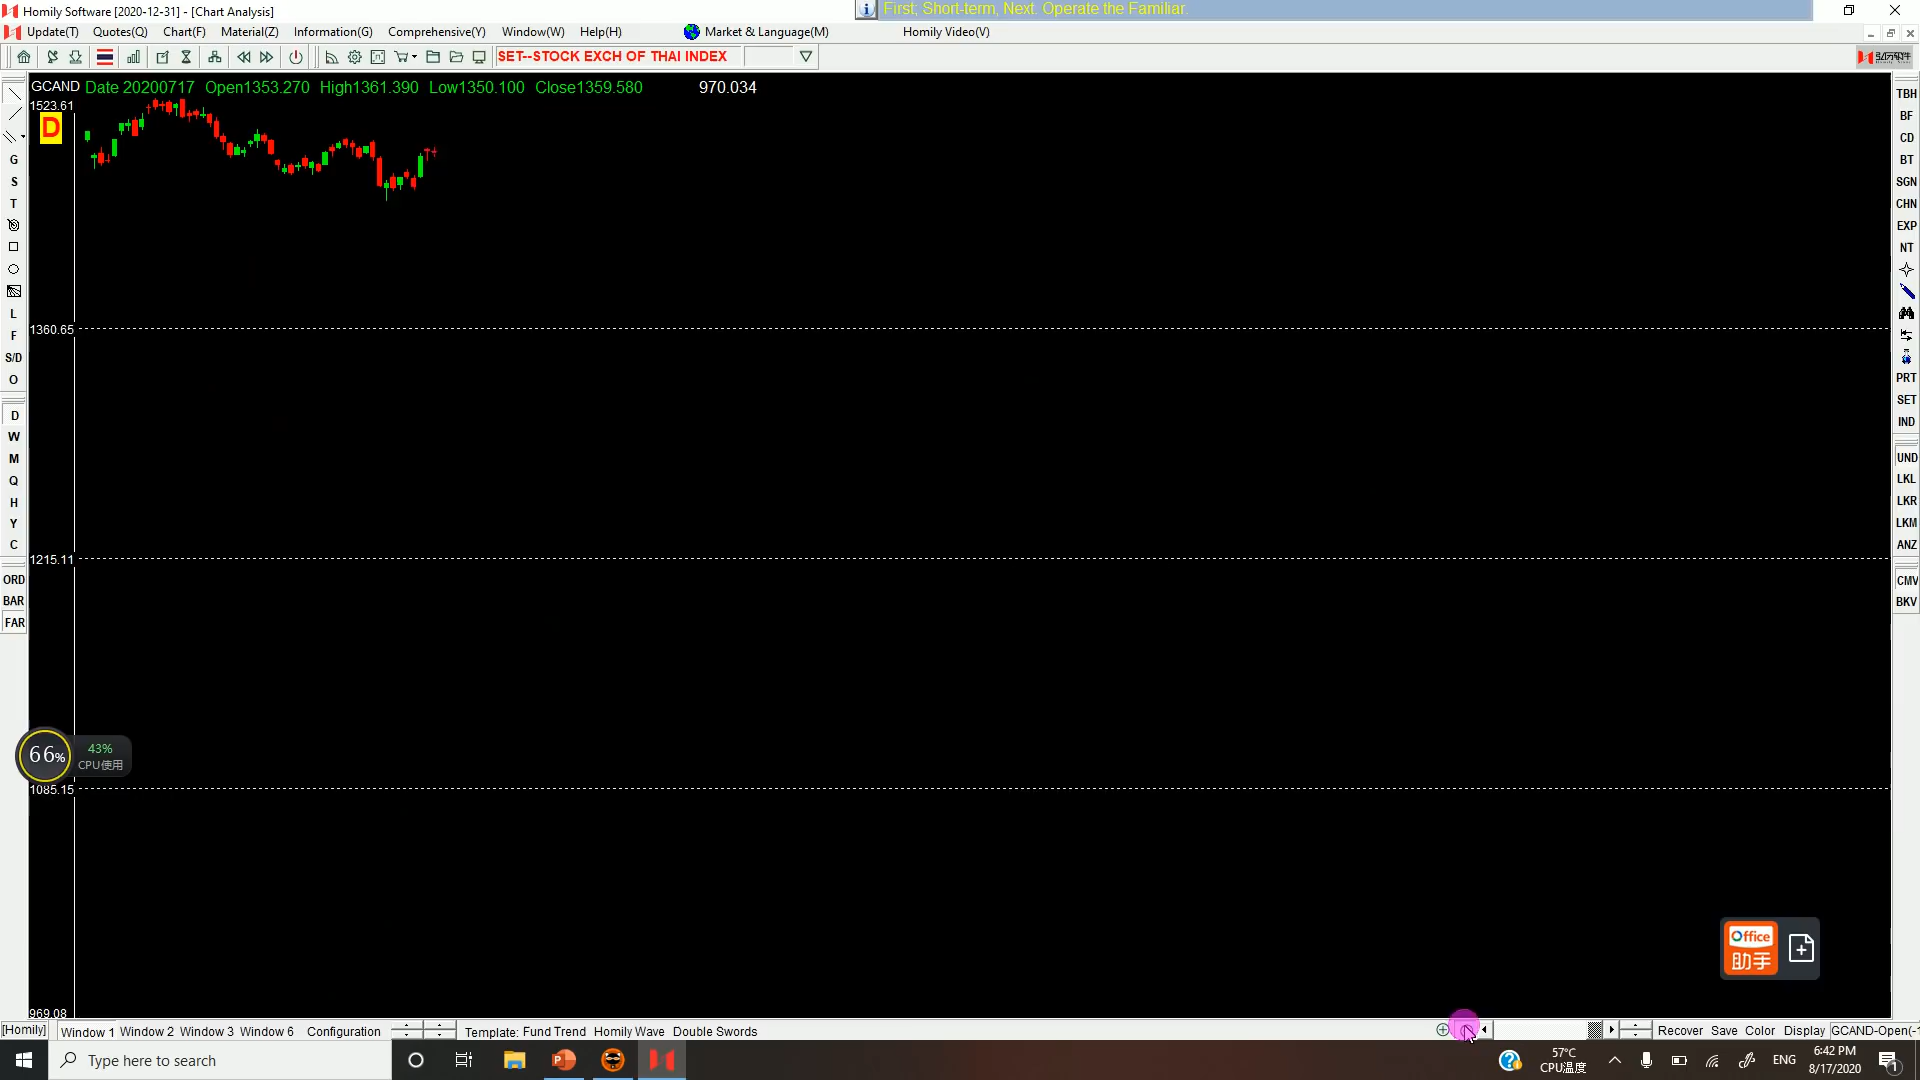 Homily Software [2020-12-31] - [Chart Analysis]
First, Short-term, Next. Operate the Familiar.
Update(T) Quotes(Q) Chart(F) Material(Z) Information(G) Comprehensive(Y) Window(W) Help(H) Market & Language(M) Homily Video(V)
SET--STOCK EXCH OF THAI INDEX
GCAND Date 20200717 Open1353.270 High1361.390 Low1350.100 Close1359.580 970.034
1523.61
D
G
S
T
L
F
S/D
O
D
W
M
Q
H
Y
C
ORD
BAR
FAR
1360.65
1215.11
1085.15
969.08
66%
43%
CPU使用
TBH
BF
CD
BT
SGN
CHN
EXP
NT
PRT
SET
IND
UND
LKL
LKR
LKM
ANZ
CMV
BKV
Office
助手
[Homily] Window 1 Window 2 Window 3 Window 6 Configuration Template: Fund Trend Homily Wave Double Swords Recover Save Color Display GCAND-Open(-1
Type here to search
57°C
CPU温度
ENG
6:42 PM
8/17/2020
1